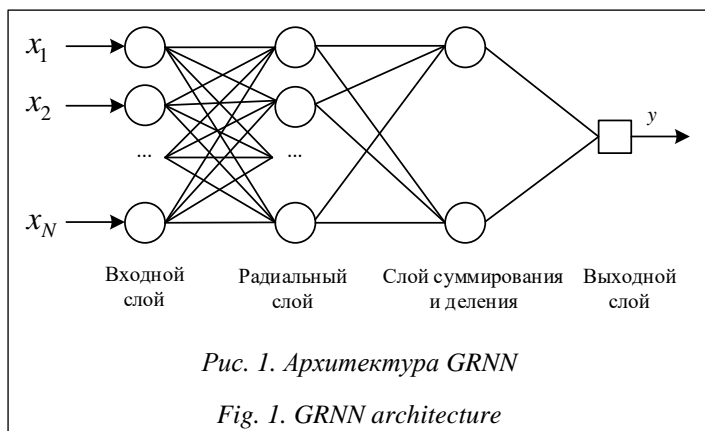 x1
x2
...
...
xN
y
Входной
слой
Радиальный
слой
Слой суммирования
и деления
Выходной
слой
Рис. 1. Архитектура GRNN
Fig. 1. GRNN architecture